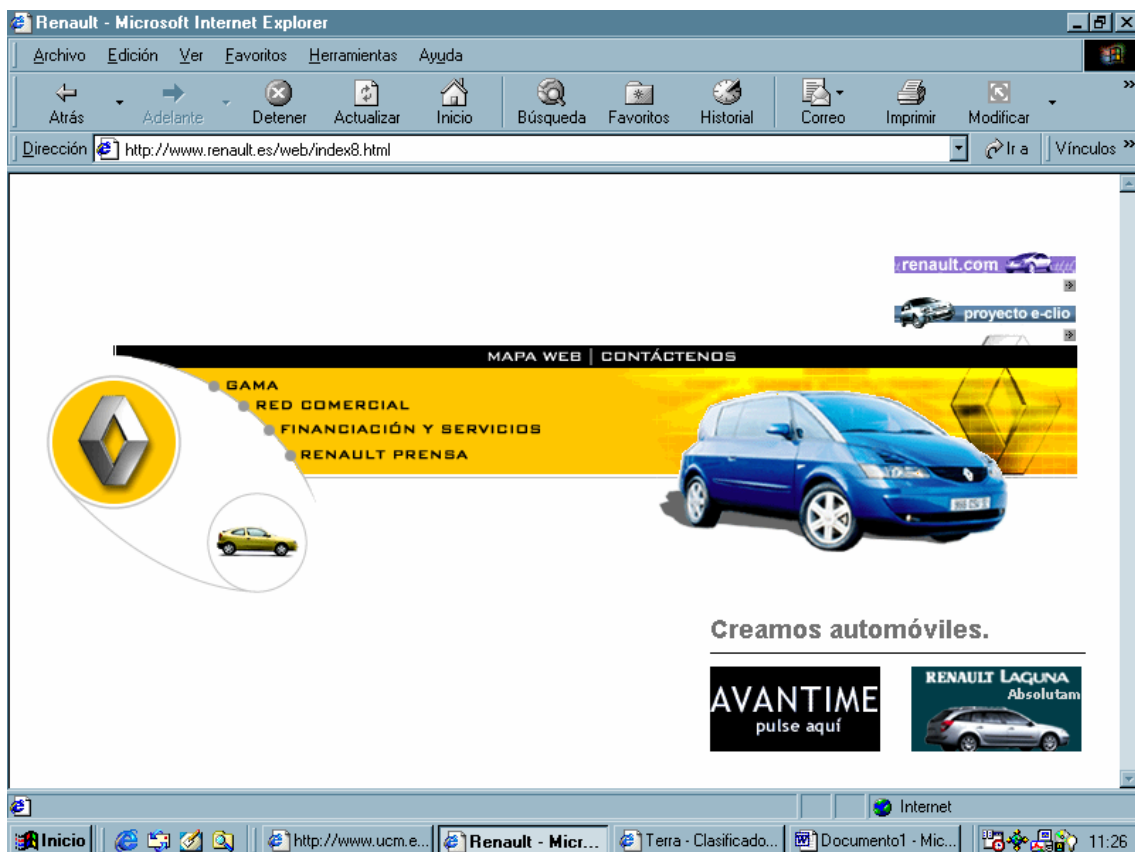 Renault - Microsoft Internet Explorer
Archivo Edición Ver Favoritos Herramientas Ayuda
Atrás Adelante Detener Actualizar Inicio Búsqueda Favoritos Historial Correo Imprimir Modificar
Dirección http://www.renault.es/web/index8.html Ir a Vínculos
renault.com
proyecto e-clio
MAPA WEB | CONTÁCTENOS
GAMA
RED COMERCIAL
FINANCIACIÓN Y SERVICIOS
RENAULT PRENSA
Creamos automóviles.
AVANTIME
pulse aquí
RENAULT LAGUNA
Absolutam
Internet
Inicio http://www.ucm.e... Renault - Micr... Terra - Clasificado... Documento1 - Mic... 11:26